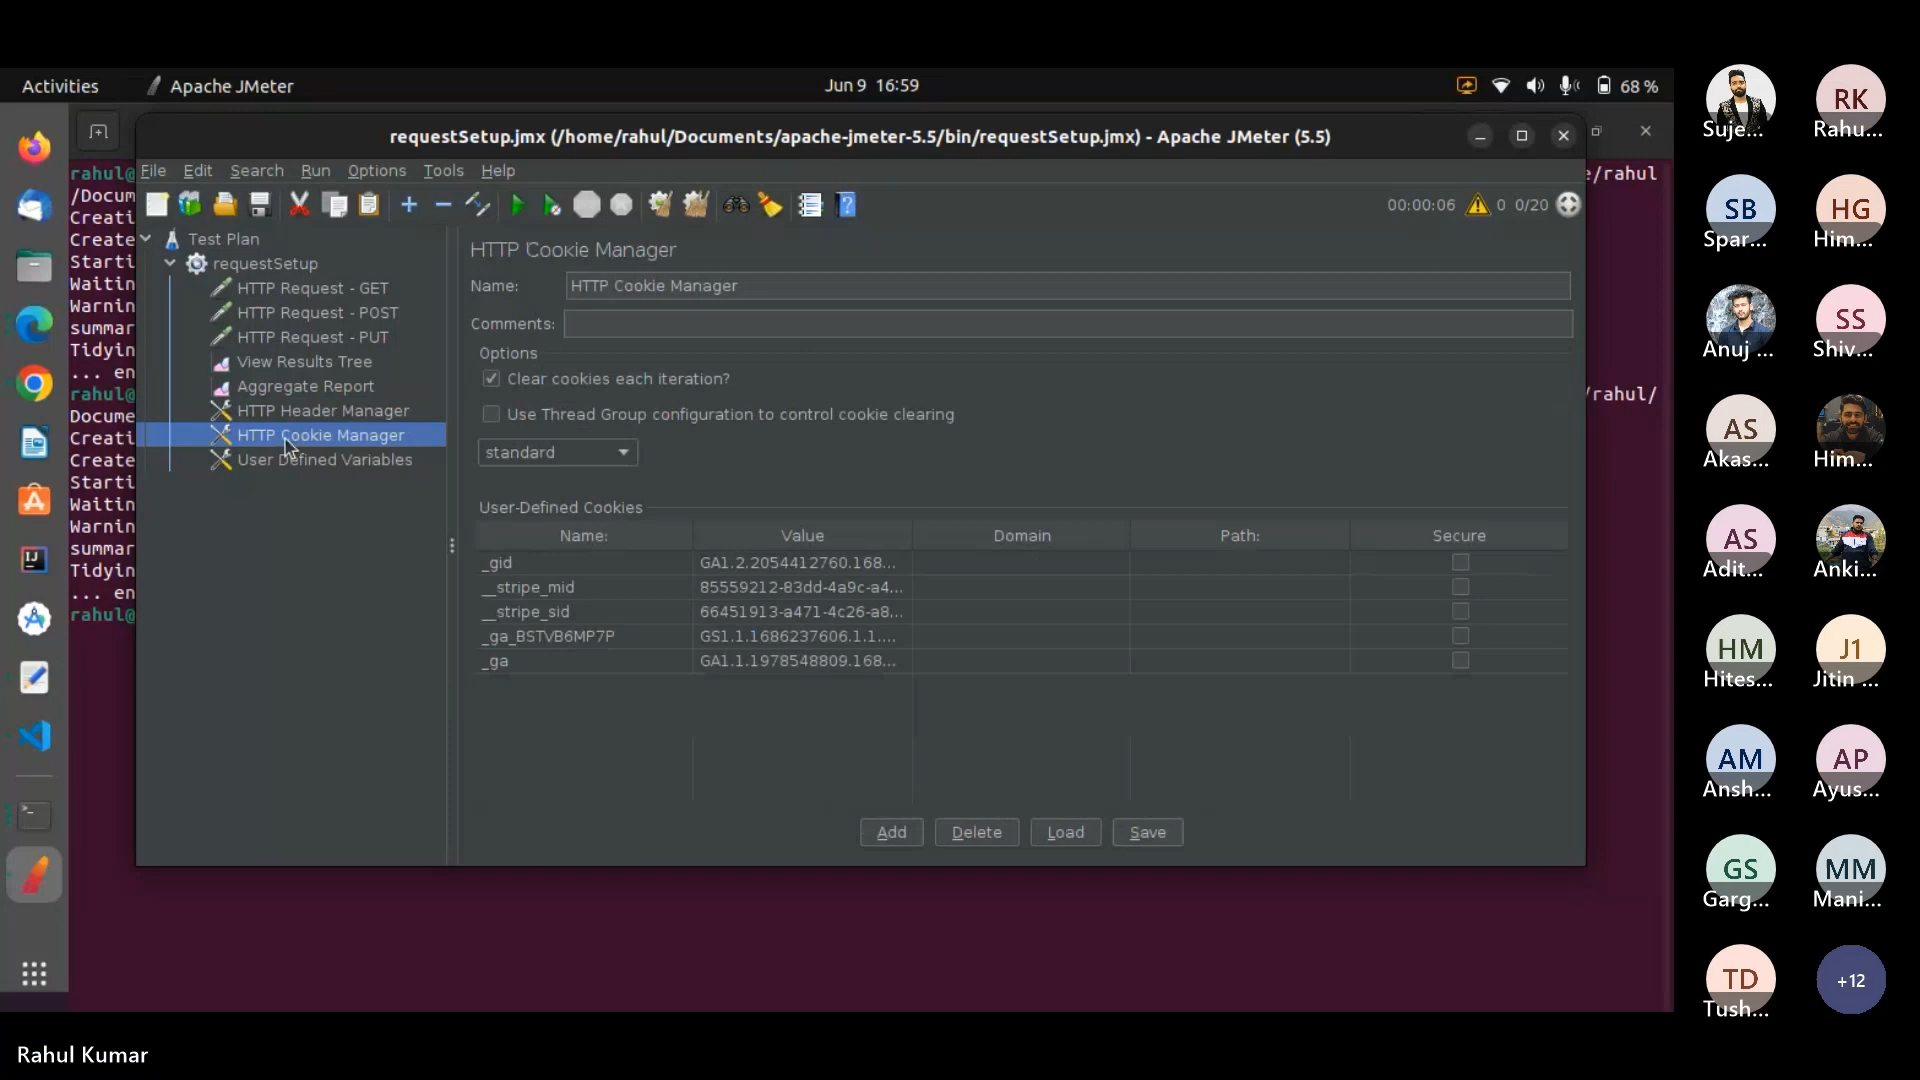 Activities
Apache JMeter
Jun 9 16:59
68 %
requestSetup.jmx (/home/rahul/Documents/apache-jmeter-5.5/bin/requestSetup.jmx) - Apache JMeter (5.5)
File Edit Search Run Options Tools Help
00:00:06 0 0/20
rahul@
/Docum
Creati
Create
Starti
Waitin
Warnin
summar
Tidyin
... en
rahul@
Docume
Creati
Create
Starti
Waitin
Warnin
summar
Tidyin
... en
rahul@
e/rahul
/rahul/
Test Plan
requestSetup
HTTP Request - GET
HTTP Request - POST
HTTP Request - PUT
View Results Tree
Aggregate Report
HTTP Header Manager
HTTP Cookie Manager
User Defined Variables
HTTP Cookie Manager
Name: HTTP Cookie Manager
Comments:
Options
Clear cookies each iteration?
Use Thread Group configuration to control cookie clearing
standard
User-Defined Cookies
Name: Value Domain Path: Secure
_gid GA1.2.2054412760.168...
__stripe_mid 85559212-83dd-4a9c-a4...
__stripe_sid 66451913-a471-4c26-a8...
_ga_BSTVB6MP7P GS1.1.1686237606.1.1....
_ga GA1.1.1978548809.168...
Add Delete Load Save
Suje...
RK
Rahu...
SB
Spar...
HG
Him...
Anuj ...
SS
Shiv...
AS
Akas...
Him...
AS
Adit...
Anki...
HM
Hites...
J1
Jitin ...
AM
Ansh...
AP
Ayus...
GS
Garg...
MM
Mani...
TD
Tush...
+12
Rahul Kumar